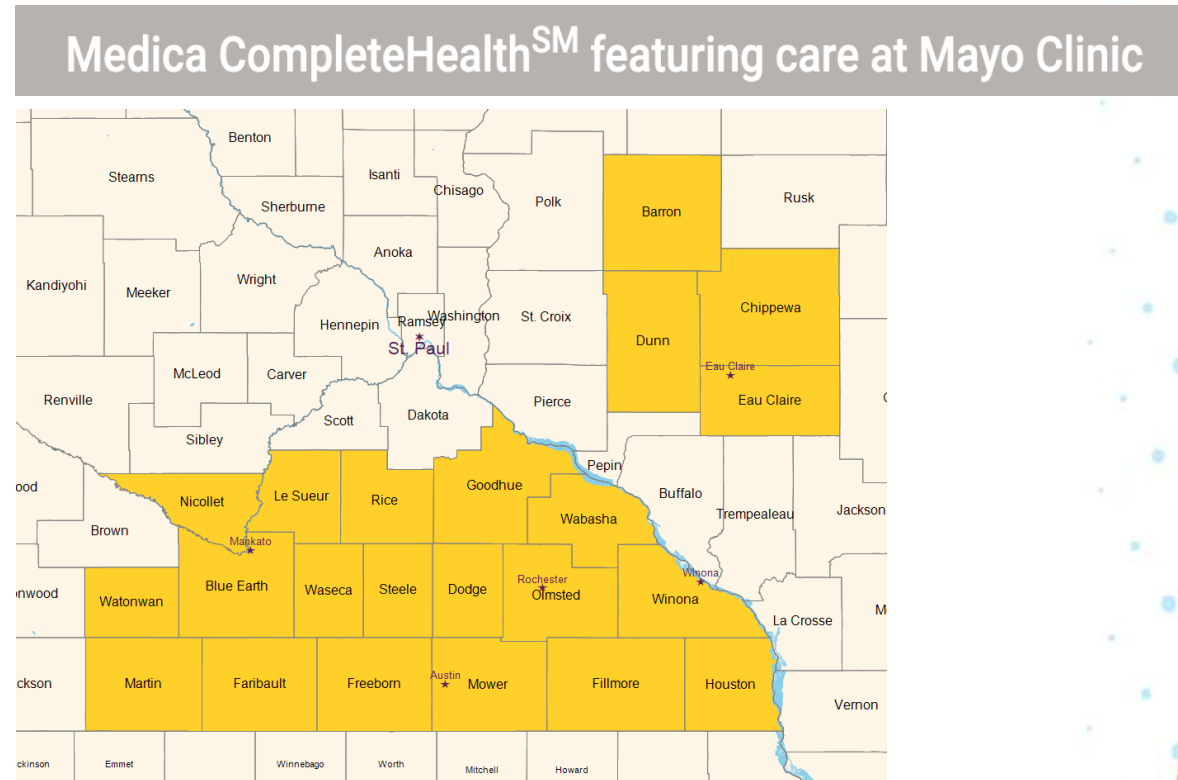 Medica CompleteHealthSM featuring care at Mayo Clinic
Benton
Stearns
Isanti
Chisago
Sherburne
Polk
Barron
Rusk
Anoka
Kandiyohi
Meeker
Wright
Hennepin
Ramsey
Washington
St. Croix
Chippewa
Dunn
St. Paul
McLeod
Carver
Eau Claire
Renville
Scott
Dakota
Pierce
Eau Claire
Sibley
Pepin
ood
Nicollet
Le Sueur
Rice
Goodhue
Buffalo
Trempealeau
Jackson
Brown
Wabasha
Mankato
onwood
Watonwan
Blue Earth
Waseca
Steele
Dodge
Rochester
Olmsted
Winona
Winona
La Crosse
M
ckson
Martin
Faribault
Freeborn
Austin
Mower
Fillmore
Houston
Vernon
ckinson
Emmet
Winnebago
Worth
Mitchell
Howard